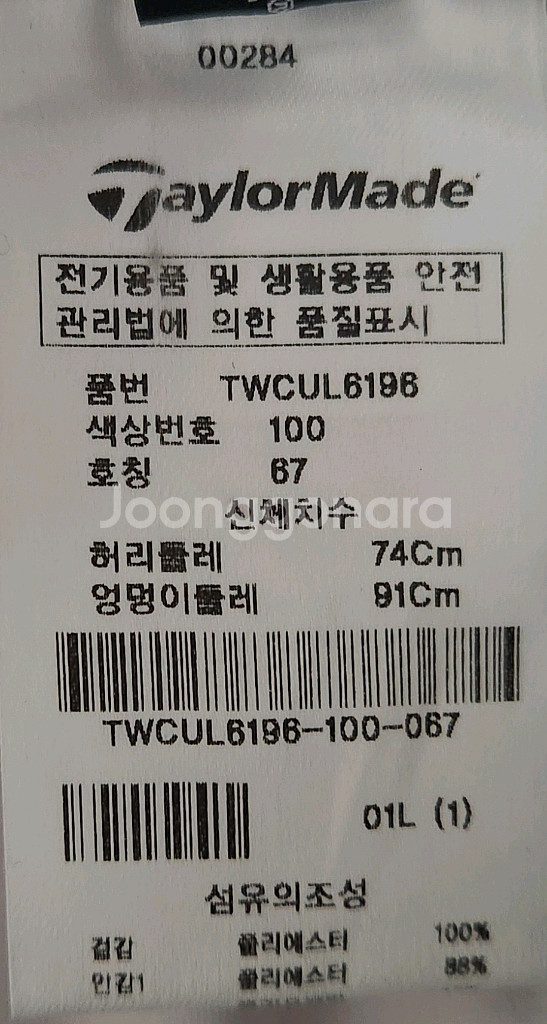 00284
TaylorMade
전기용품 및 생활용품 안전
관리법에 의한 품질표시
품번 TWCUL6196
색상번호 100
호칭 67
Joonggonara
신체치수
허리둘레 74Cm
엉덩이둘레 91Cm
TWCUL6196-100-067
01L (1)
섬유의조성
겉감 폴리에스터 100%
안감1 폴리에스터 88%